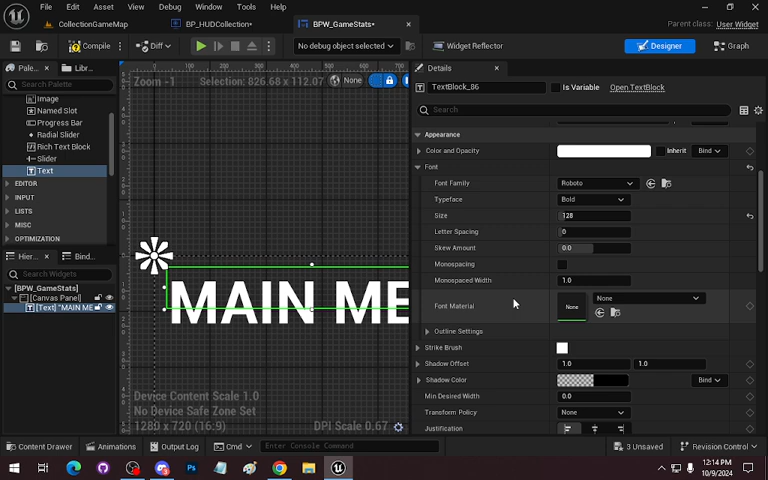 File Edit Asset View Debug Window Tools Help
CollectionGameMap BP_HUDCollection• BPW_GameStats•
Parent class: User Widget
Compile Diff No debug object selected Widget Reflector Designer Graph
Pale... Libr...
Search Palette
Image
Named Slot
Progress Bar
Radial Slider
Rich Text Block
Slider
Text
EDITOR
INPUT
LISTS
MISC
OPTIMIZATION
Hier... Bind...
Search Widgets
[BPW_GameStats]
[Canvas Panel]
[Text] "MAIN ME
Zoom -1 Selection: 826.68 x 112.07 None
MAIN ME
Device Content Scale 1.0
No Device Safe Zone Set
1280 x 720 (16:9) DPI Scale 0.67
Details
TextBlock_86 Is Variable Open TextBlock
Search
Appearance
Color and Opacity Inherit Bind
Font
Font Family Roboto
Typeface Bold
Size 128
Letter Spacing 0
Skew Amount 0.0
Monospacing
Monospaced Width 1.0
Font Material None None
Outline Settings
Strike Brush
Shadow Offset 1.0 1.0
Shadow Color Bind
Min Desired Width 0.0
Transform Policy None
Justification
Content Drawer Animations Output Log Cmd Enter Console Command 3 Unsaved Revision Control
12:14 PM
10/9/2024